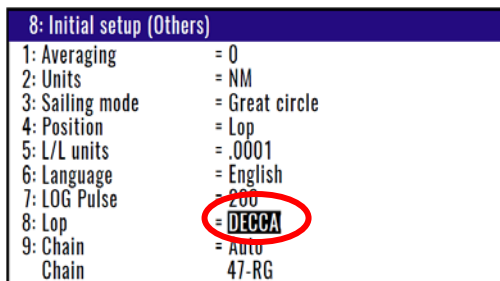 8: Initial setup (Others)
1: Averaging = 0
2: Units = NM
3: Sailing mode = Great circle
4: Position = Lop
5: L/L units = .0001
6: Language = English
7: LOG Pulse = 200
8: Lop = DECCA
9: Chain = Auto
Chain 47-RG